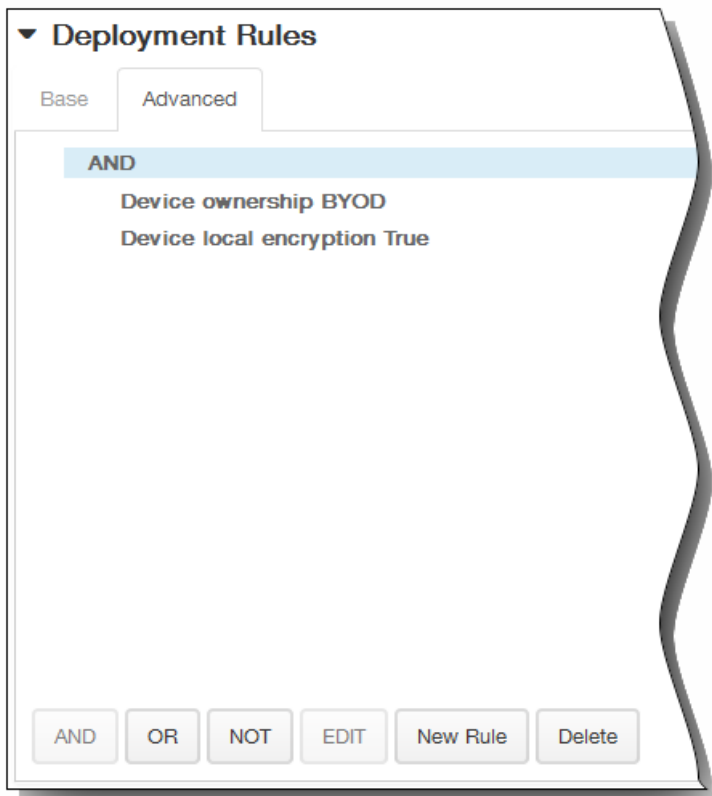 Deployment Rules
Base Advanced
AND
Device ownership BYOD
Device local encryption True
AND OR NOT EDIT New Rule Delete